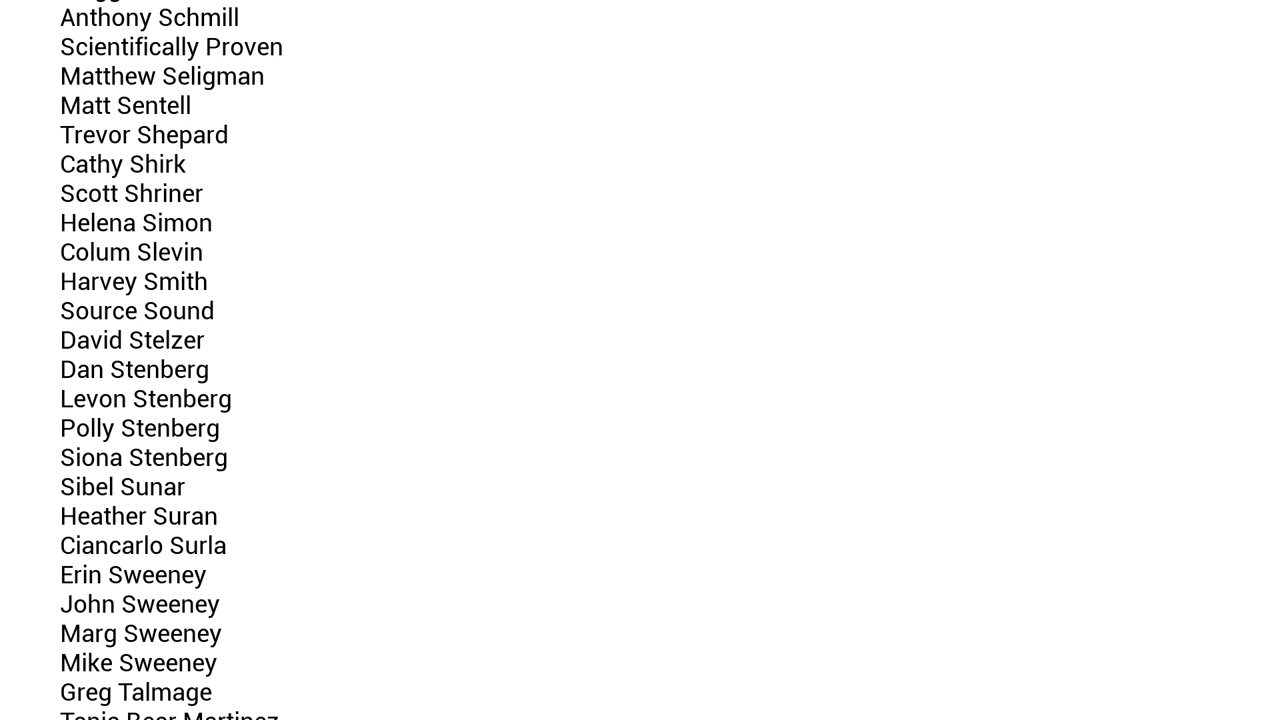 Anthony Schmill
Scientifically Proven
Matthew Seligman
Matt Sentell
Trevor Shepard
Cathy Shirk
Scott Shriner
Helena Simon
Colum Slevin
Harvey Smith
Source Sound
David Stelzer
Dan Stenberg
Levon Stenberg
Polly Stenberg
Siona Stenberg
Sibel Sunar
Heather Suran
Ciancarlo Surla
Erin Sweeney
John Sweeney
Marg Sweeney
Mike Sweeney
Greg Talmage
Bear Martinez